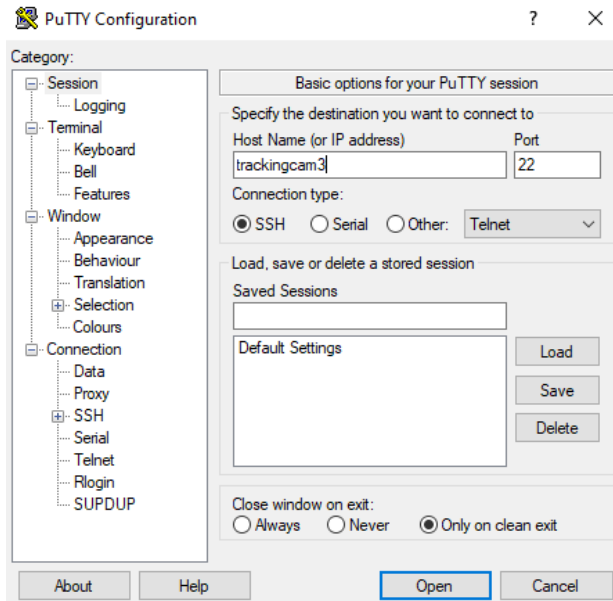 PuTTY Configuration
Category:
Session
Logging
Terminal
Keyboard
Bell
Features
Window
Appearance
Behaviour
Translation
Selection
Colours
Connection
Data
Proxy
SSH
Serial
Telnet
Rlogin
SUPDUP
Basic options for your PuTTY session
Specify the destination you want to connect to
Host Name (or IP address) Port
trackingcam3 22
Connection type:
SSH Serial Other: Telnet
Load, save or delete a stored session
Saved Sessions
Default Settings
Load
Save
Delete
Close window on exit:
Always Never Only on clean exit
About Help Open Cancel